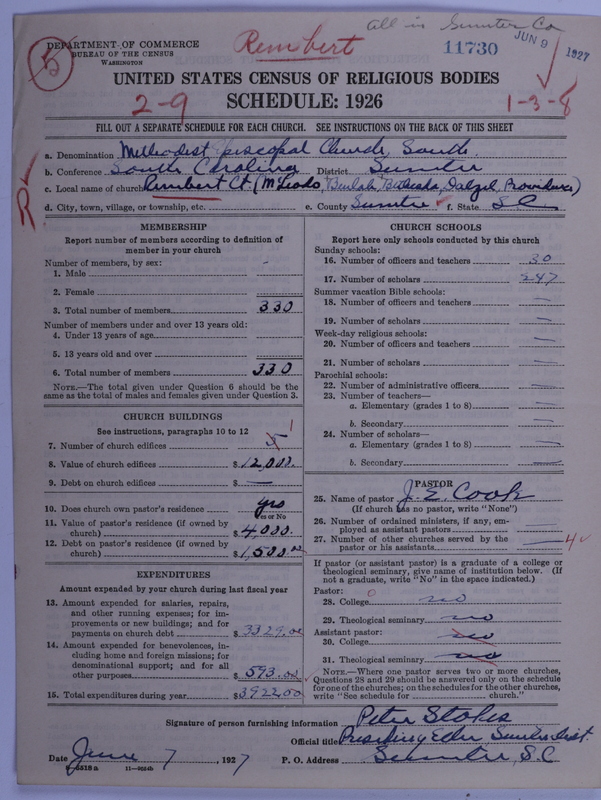 All in Sumter Co
DEPARTMENT OF COMMERCE
BUREAU OF THE CENSUS
WASHINGTON
5
Rembert
11730
JUN 9 1927
UNITED STATES CENSUS OF RELIGIOUS BODIES
2-9
SCHEDULE: 1926
1-3-8
FILL OUT A SEPARATE SCHEDULE FOR EACH CHURCH. SEE INSTRUCTIONS ON THE BACK OF THIS SHEET
a. Denomination Methodist Episcopal Church, South,
b. Conference South Carolina District Sumter
c. Local name of church Rembert Ct. (McLeods, Beulah, Bethesda, Dalzel, Providence)
d. City, town, village, or township, etc. e. County Sumter f. State S C
R
MEMBERSHIP
Report number of members according to definition of
member in your church
Number of members, by sex:
1. Male
2. Female
3. Total number of members 330
Number of members under and over 13 years old:
4. Under 13 years of age
5. 13 years old and over
6. Total number of members 330
NOTE.—The total given under Question 6 should be the
same as the total of males and females given under Question 3.
CHURCH BUILDINGS
See instructions, paragraphs 10 to 12
7. Number of church edifices 5 1
8. Value of church edifices $12,000.
9. Debt on church edifices $ —
10. Does church own pastor's residence yes
Yes or No
11. Value of pastor's residence (if owned by
church) $4,000.
12. Debt on pastor's residence (if owned by
church) $1,500.00
EXPENDITURES
Amount expended by your church during last fiscal year
13. Amount expended for salaries, repairs,
and other running expenses; for im-
provements or new buildings; and for
payments on church debt $3329.00
14. Amount expended for benevolences, in-
cluding home and foreign missions; for
denominational support; and for all
other purposes $593.00
15. Total expenditures during year $3922.00
CHURCH SCHOOLS
Report here only schools conducted by this church
Sunday schools:
16. Number of officers and teachers 30
17. Number of scholars 247
Summer vacation Bible schools:
18. Number of officers and teachers —
19. Number of scholars —
Week-day religious schools:
20. Number of officers and teachers —
21. Number of scholars —
Parochial schools:
22. Number of administrative officers —
23. Number of teachers—
a. Elementary (grades 1 to 8) —
b. Secondary —
24. Number of scholars—
a. Elementary (grades 1 to 8) —
b. Secondary —
PASTOR
25. Name of pastor J. E. Cook
(If church has no pastor, write "None")
26. Number of ordained ministers, if any, em-
ployed as assistant pastors —
27. Number of other churches served by the
pastor or his assistants — 4
If pastor (or assistant pastor) is a graduate of a college or
theological seminary, give name of institution below. (If
not a graduate, write "No" in the space indicated.)
Pastor: 0
28. College no
29. Theological seminary no
Assistant pastor:
30. College no
31. Theological seminary no
NOTE.—Where one pastor serves two or more churches,
Questions 28 and 29 should be answered only on the schedule
for one of the churches; on the schedules for the other churches,
write "See schedule for church."
Signature of person furnishing information Peter Stokes
Official title Presiding Elder Sumter Dist.
Date June 7, 1927 P. O. Address Sumter, S.C
11—9554b